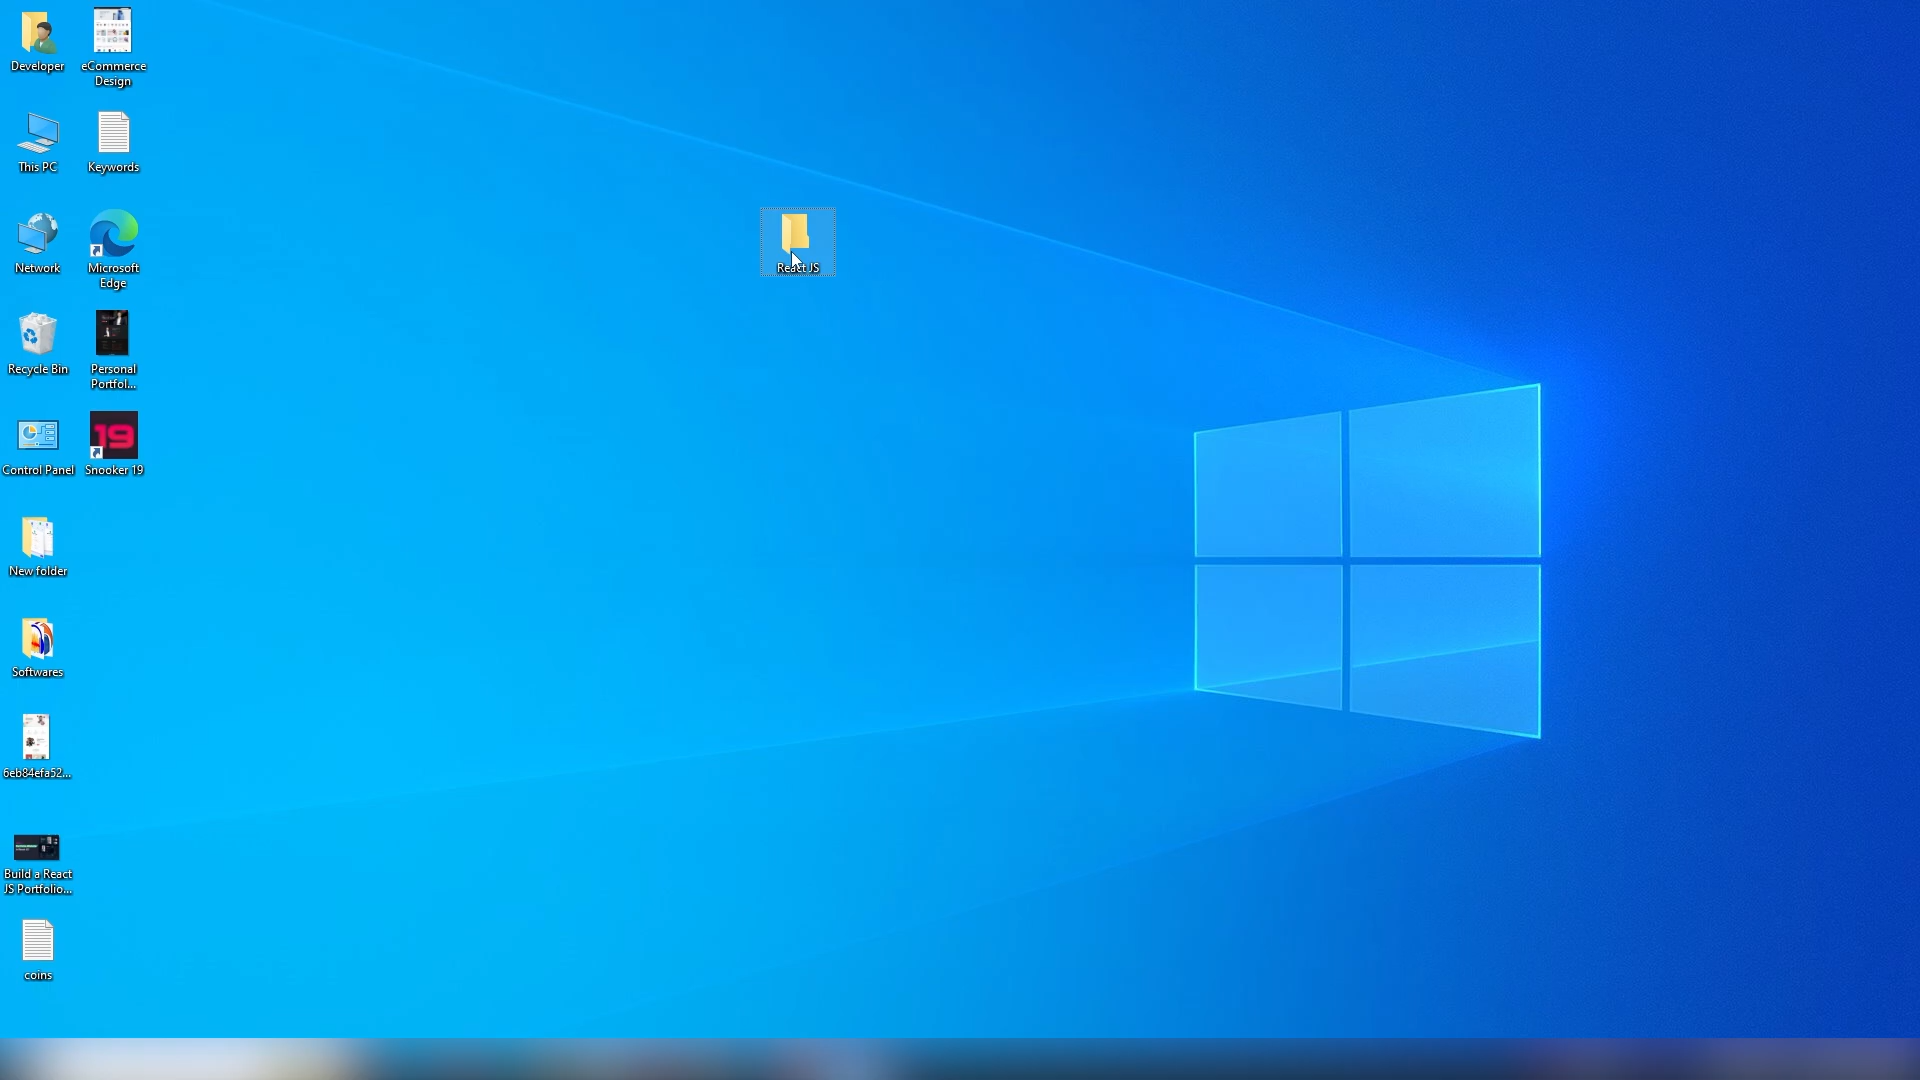 Developer
eCommerce
Design
This PC
Keywords
Network
Microsoft
Edge
Recycle Bin
Personal
Portfol...
Control Panel
19
Snooker 19
New folder
Softwares
6eb84efa52...
Build a React
JS Portfolio...
coins
React JS